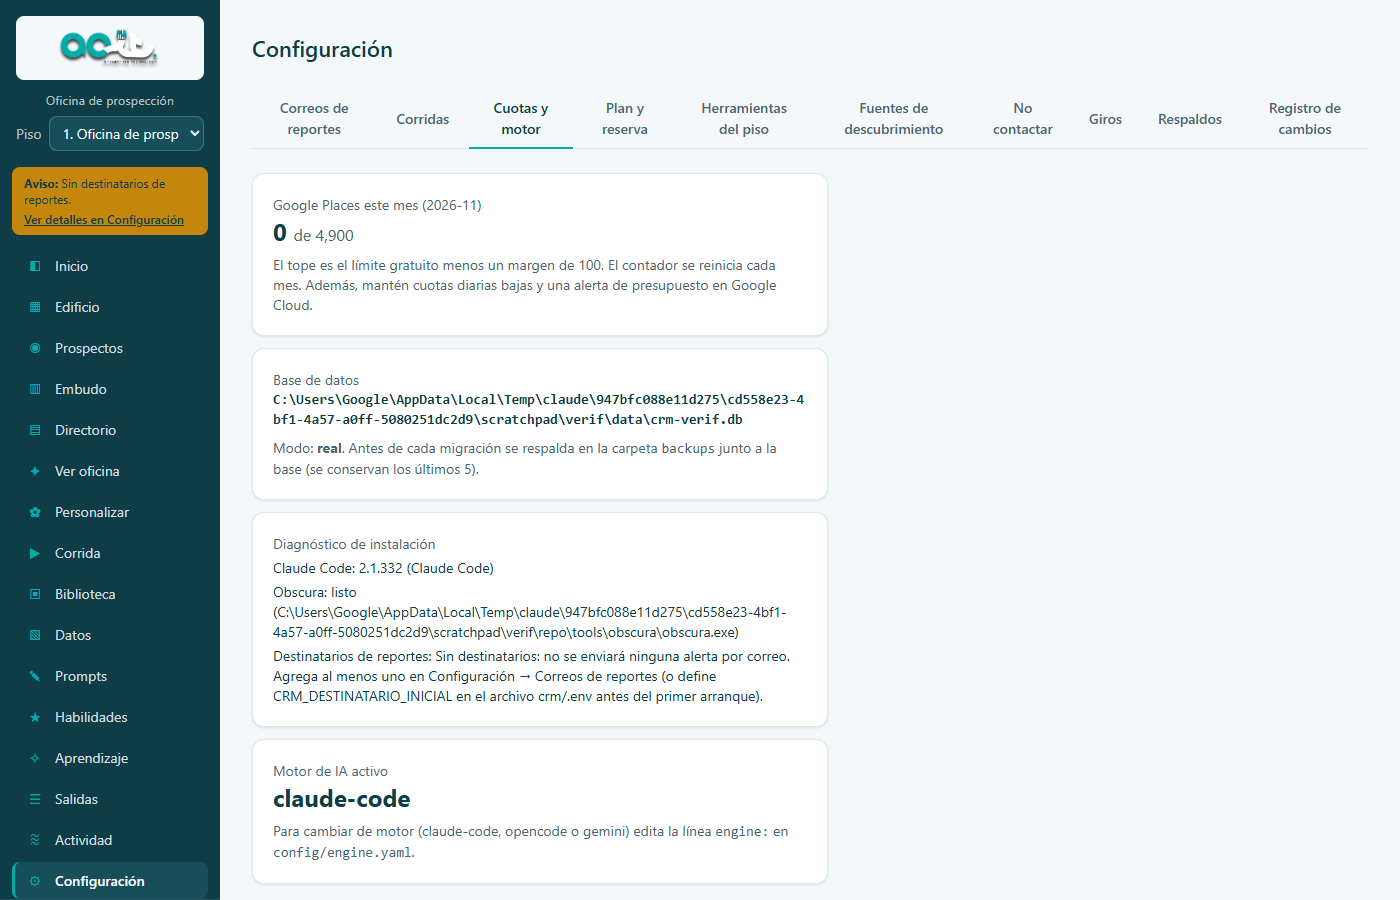 Oficina de prospección
Piso
1. Oficina de prosp
Aviso: Sin destinatarios de
reportes.
Ver detalles en Configuración
Inicio
Edificio
Prospectos
Embudo
Directorio
Ver oficina
Personalizar
Corrida
Biblioteca
Datos
Prompts
Habilidades
Aprendizaje
Salidas
Actividad
Configuración
Configuración
Correos de
reportes
Corridas
Cuotas y
motor
Plan y
reserva
Herramientas
del piso
Fuentes de
descubrimiento
No
contactar
Giros
Respaldos
Registro de
cambios
Google Places este mes (2026-11)
0 de 4,900
El tope es el límite gratuito menos un margen de 100. El contador se reinicia cada
mes. Además, mantén cuotas diarias bajas y una alerta de presupuesto en Google
Cloud.
Base de datos
C:\Users\Google\AppData\Local\Temp\claude\947bfc088e11d275\cd558e23-4
bf1-4a57-a0ff-5080251dc2d9\scratchpad\verif\data\crm-verif.db
Modo: real. Antes de cada migración se respalda en la carpeta backups junto a la
base (se conservan los últimos 5).
Diagnóstico de instalación
Claude Code: 2.1.332 (Claude Code)
Obscura: listo
(C:\Users\Google\AppData\Local\Temp\claude\947bfc088e11d275\cd558e23-4bf1-
4a57-a0ff-5080251dc2d9\scratchpad\verif\repo\tools\obscura\obscura.exe)
Destinatarios de reportes: Sin destinatarios: no se enviará ninguna alerta por correo.
Agrega al menos uno en Configuración → Correos de reportes (o define
CRM_DESTINATARIO_INICIAL en el archivo crm/.env antes del primer arranque).
Motor de IA activo
claude-code
Para cambiar de motor (claude-code, opencode o gemini) edita la línea engine: en
config/engine.yaml.